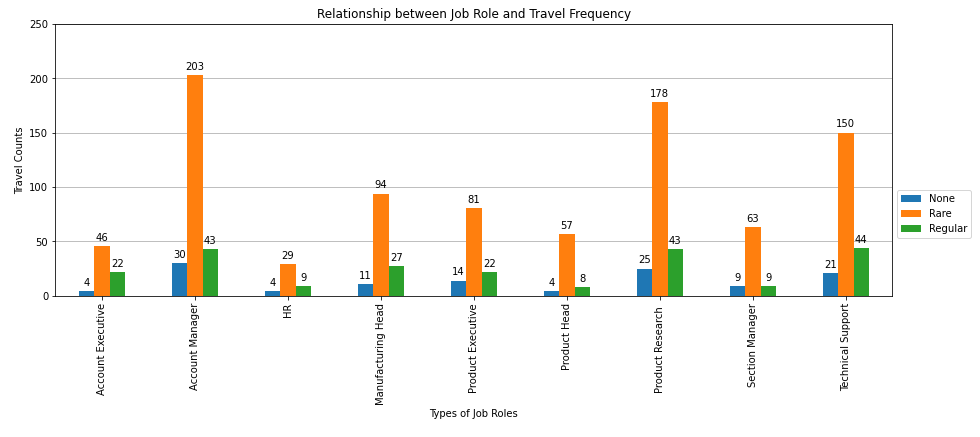 Relationship between Job Role and Travel Frequency
250
200
150
100
50
0
Travel Counts
4 46 22
30 203 43
4 29 9
11 94 27
14 81 22
4 57 8
25 178 43
9 63 9
21 150 44
None
Rare
Regular
Account Executive
Account Manager
HR
Manufacturing Head
Product Executive
Product Head
Product Research
Section Manager
Technical Support
Types of Job Roles